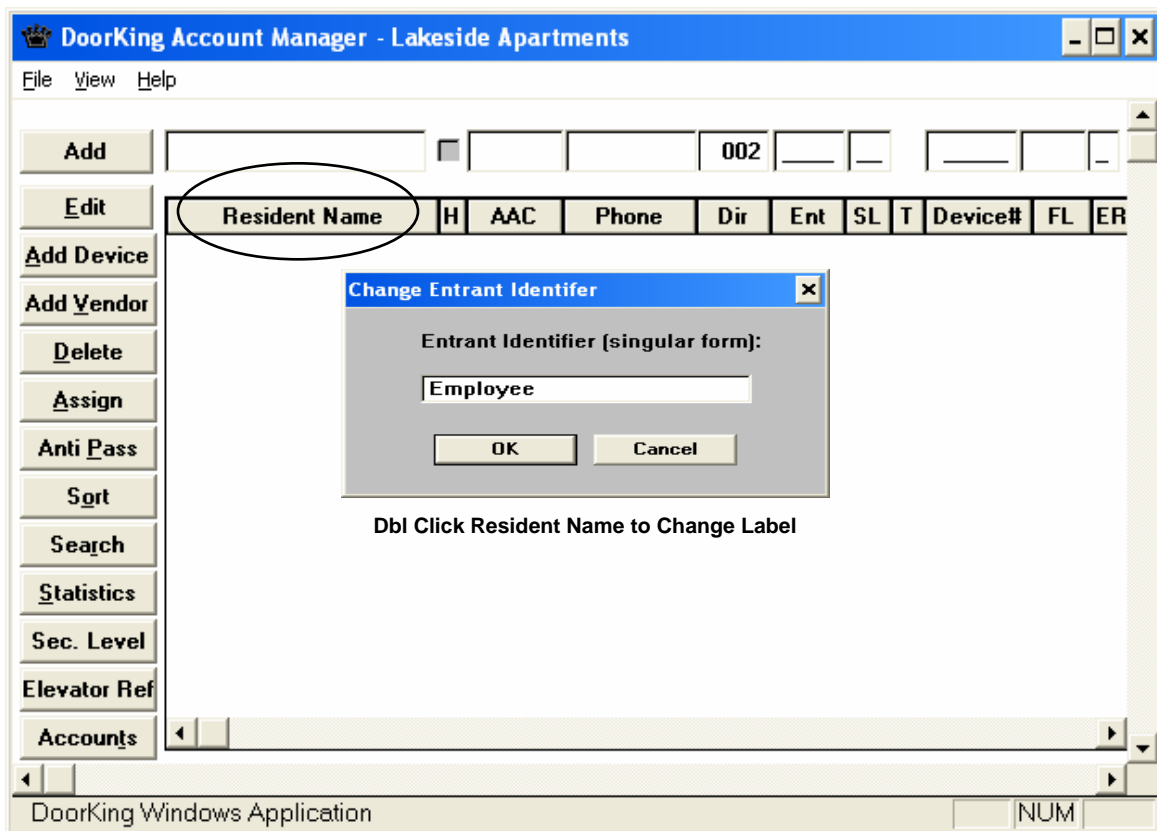 DoorKing Account Manager - Lakeside Apartments
File View Help
Add 002 ____ __ _____ _
Edit Resident Name H AAC Phone Dir Ent SL T Device# FL ER
Add Device
Change Entrant Identifer
Add Vendor
Entrant Identifier (singular form):
Delete
Employee
Assign
OK Cancel
Anti Pass
Sort
Dbl Click Resident Name to Change Label
Search
Statistics
Sec. Level
Elevator Ref
Accounts
DoorKing Windows Application NUM